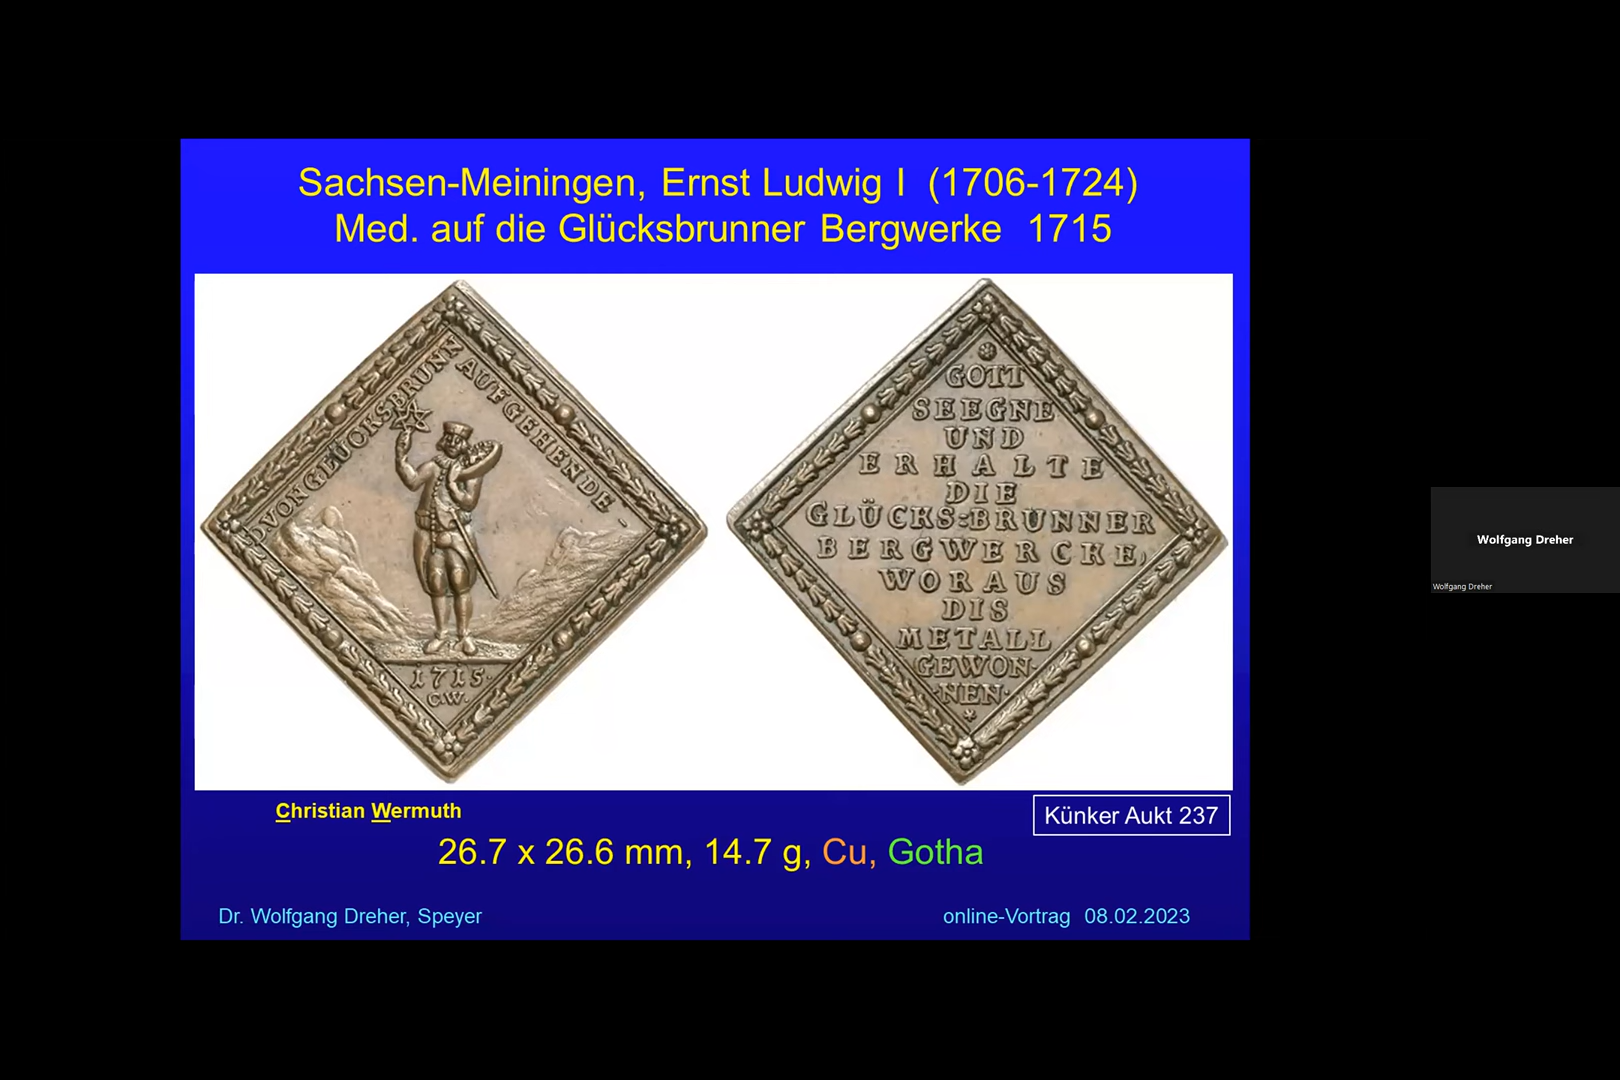 Sachsen-Meiningen, Ernst Ludwig I (1706-1724)
Med. auf die Glücksbrunner Bergwerke 1715
D VON GLÜCKSBRUNN AUFGEHENDE
1715.
C.W.
GOTT
SEEGNE
UND
ERHALTE
DIE
GLÜCKS=BRUNNER
BERGWERCKE,
WORAUS
DIS
METALL
GEWON-
NEN
Christian Wermuth
Künker Aukt 237
26.7 x 26.6 mm, 14.7 g, Cu, Gotha
Dr. Wolfgang Dreher, Speyer
online-Vortrag 08.02.2023
Wolfgang Dreher
Wolfgang Dreher